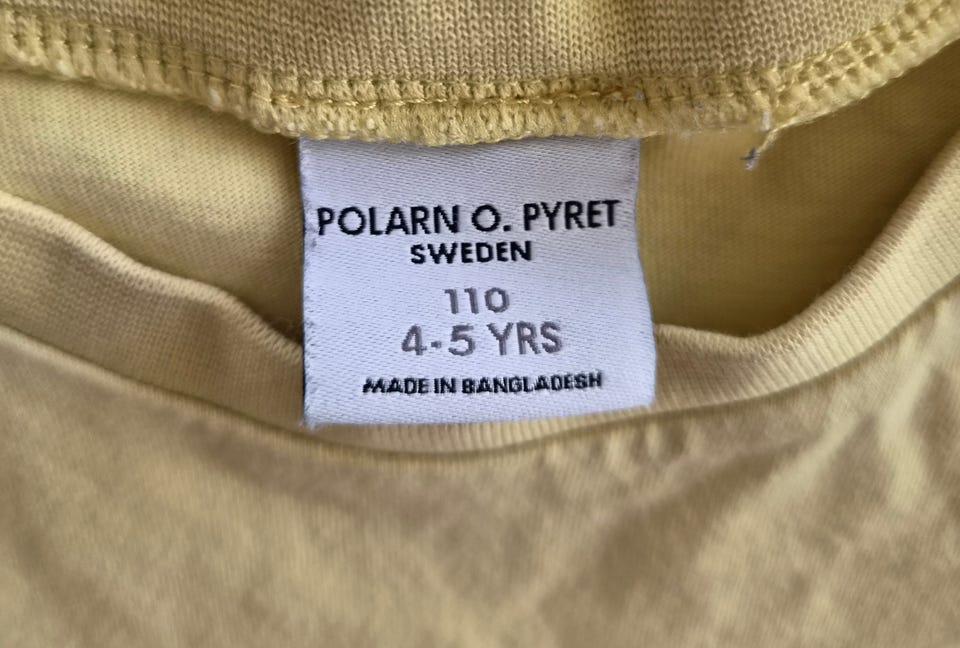 POLARN O. PYRET
SWEDEN
110
4-5 YRS
MADE IN BANGLADESH